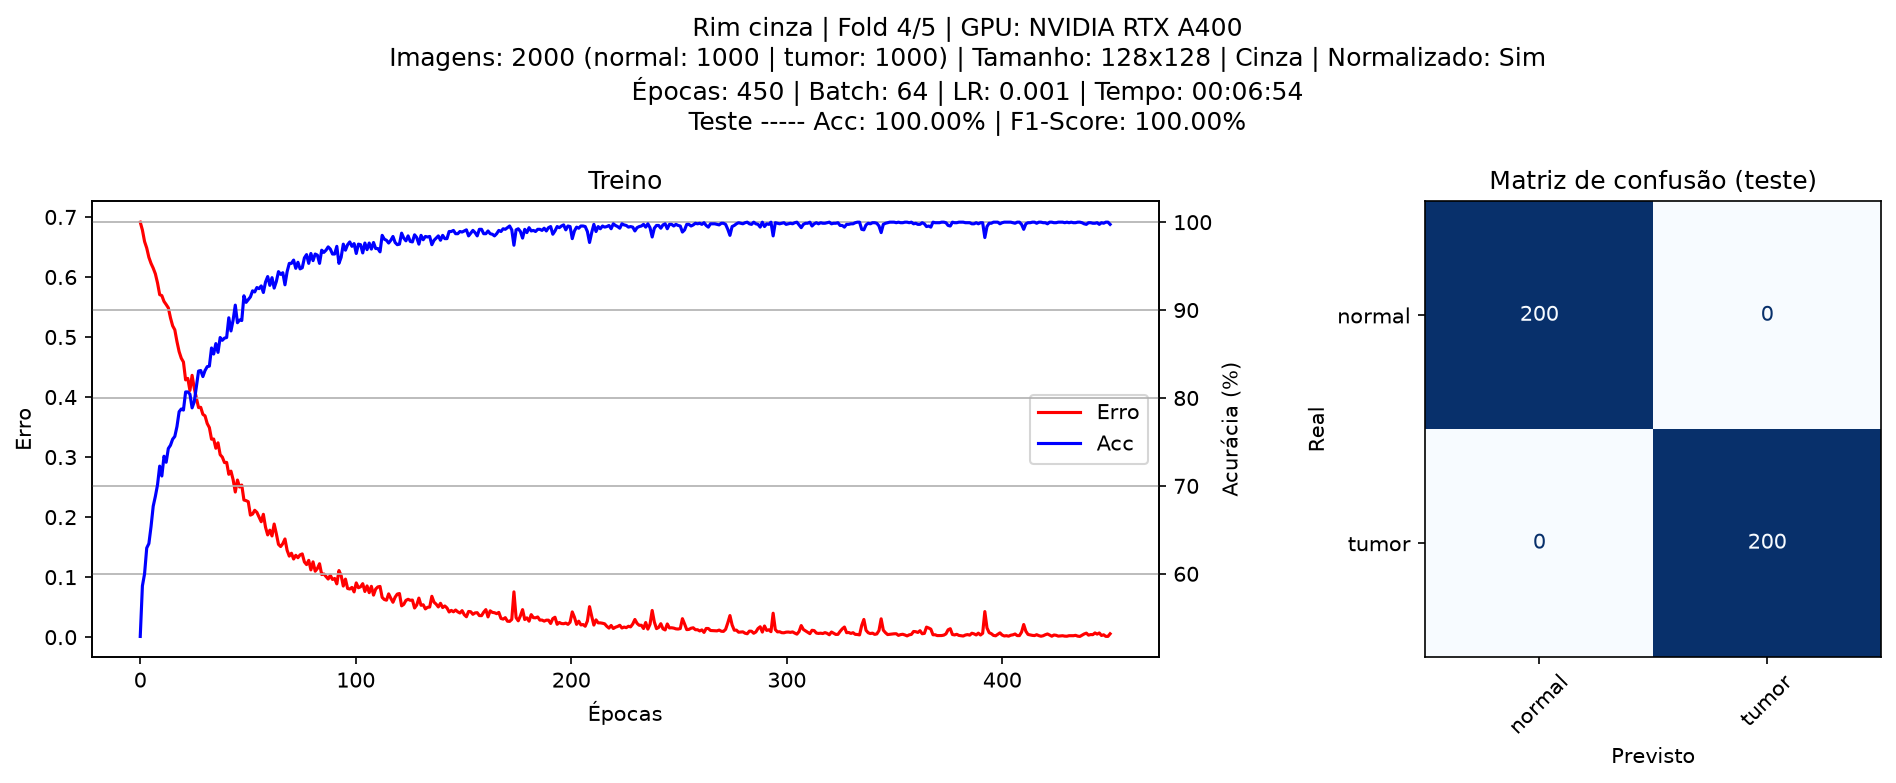 Rim cinza | Fold 4/5 | GPU: NVIDIA RTX A400
Imagens: 2000 (normal: 1000 | tumor: 1000) | Tamanho: 128x128 | Cinza | Normalizado: Sim
Épocas: 450 | Batch: 64 | LR: 0.001 | Tempo: 00:06:54
Teste ----- Acc: 100.00% | F1-Score: 100.00%
Treino
0.7
0.6
0.5
0.4
0.3
0.2
0.1
0.0
Erro
0
100
200
300
400
Épocas
100
90
80
70
60
Acurácia (%)
Erro
Acc
Matriz de confusão (teste)
normal
200
0
tumor
0
200
Real
normal
tumor
Previsto